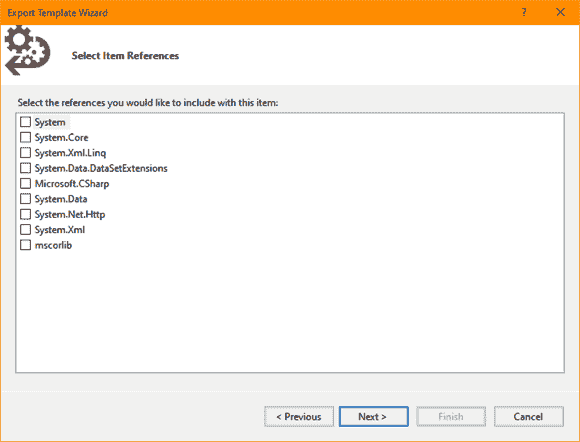 Export Template Wizard
?
Select Item References
Select the references you would like to include with this item:
System
System.Core
System.Xml.Linq
System.Data.DataSetExtensions
Microsoft.CSharp
System.Data
System.Net.Http
System.Xml
mscorlib
< Previous
Next >
Finish
Cancel